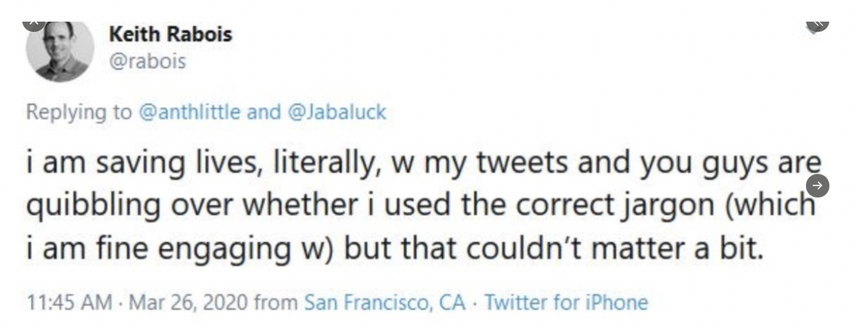 Keith Rabois
@rabois
Replying to @anthlittle and @Jabaluck
i am saving lives, literally, w my tweets and you guys are
quibbling over whether i used the correct jargon (which
i am fine engaging w) but that couldn't matter a bit.
11:45 AM · Mar 26, 2020 from San Francisco, CA · Twitter for iPhone